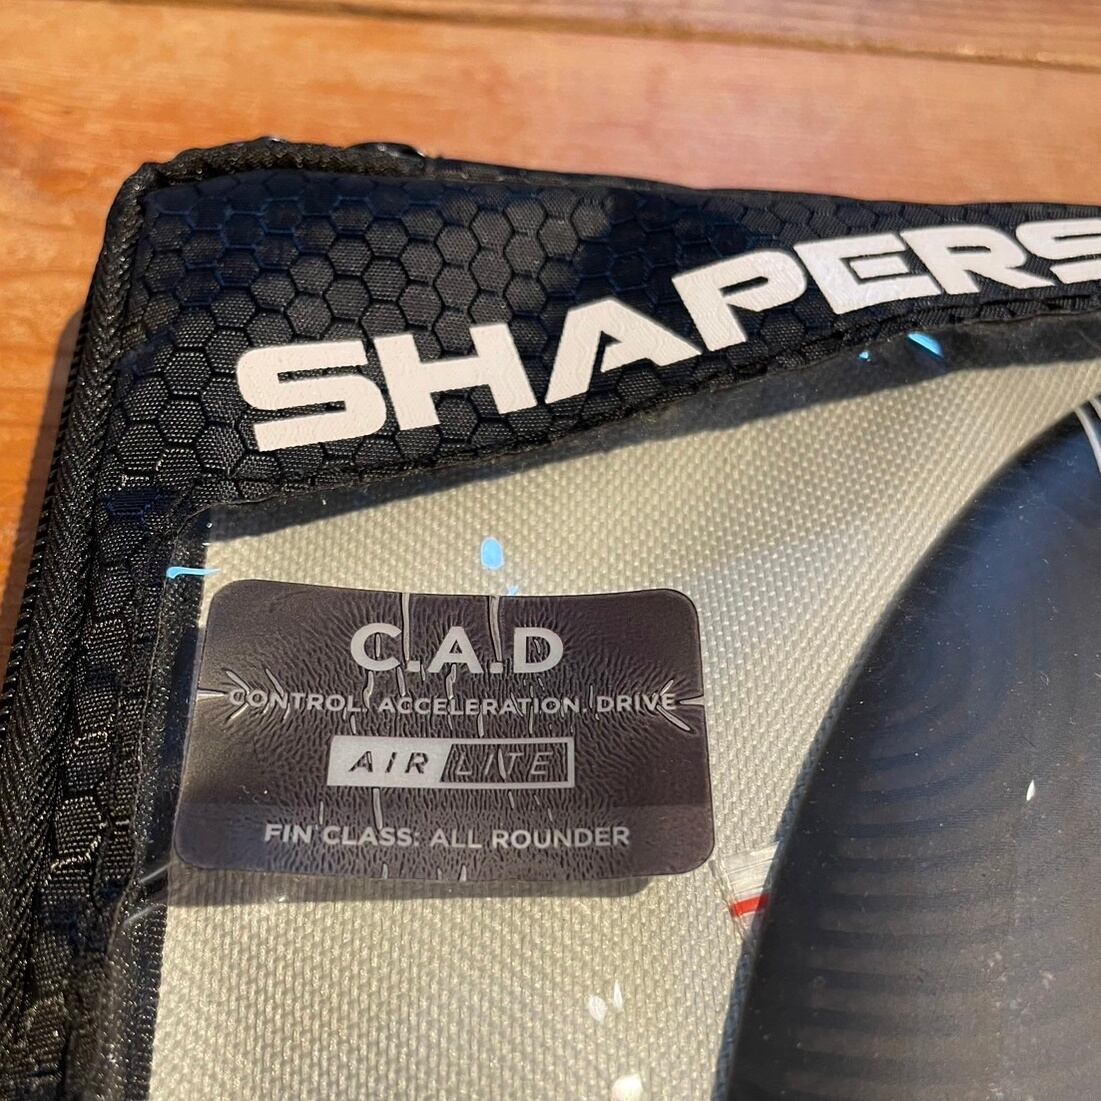 SHAPERS
C.A.D
CONTROL ACCELERATION DRIVE
AIR LITE
FIN CLASS: ALL ROUNDER